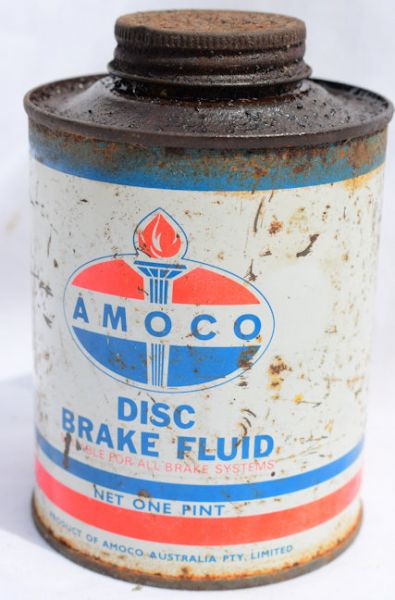 AMOCO
DISC
BRAKE FLUID
FOR ALL BRAKE SYSTEMS
NET ONE PINT
PRODUCT OF AMOCO AUSTRALIA PTY. LIMITED